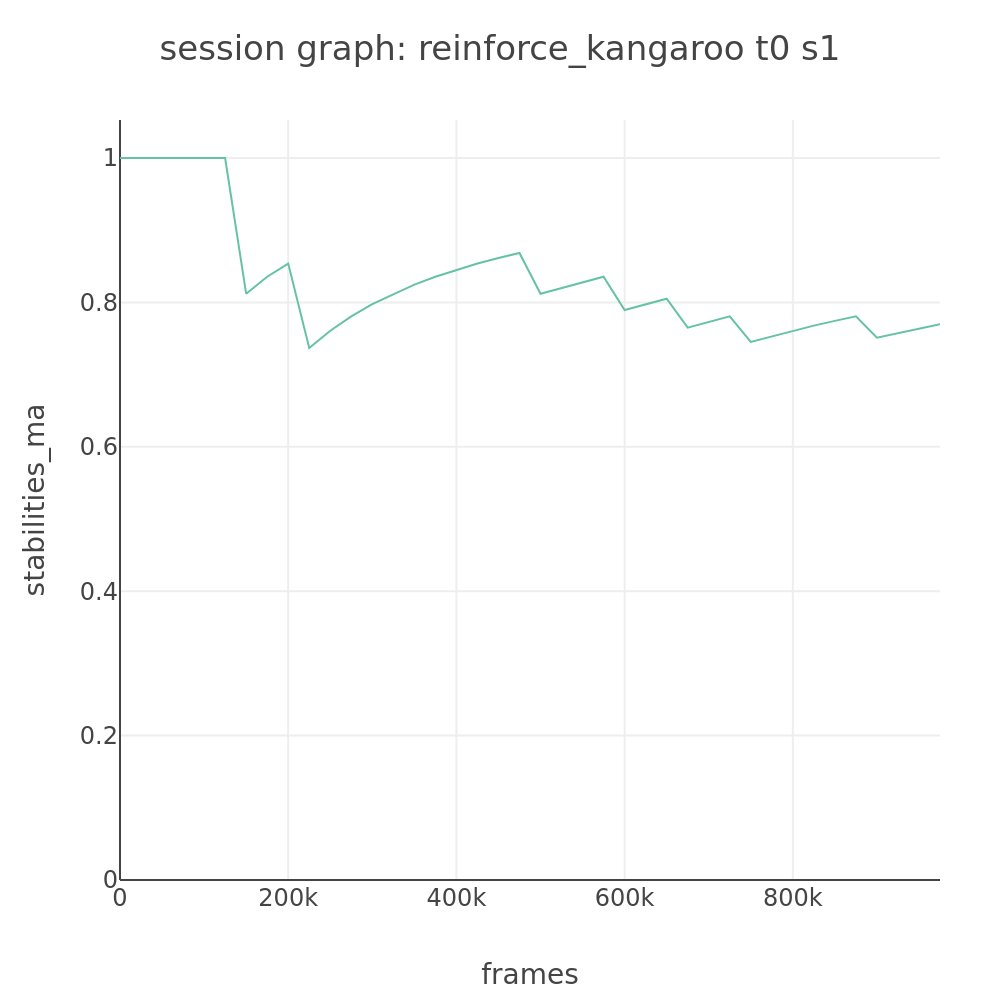 session graph: reinforce_kangaroo t0 s1
stabilities_ma
1
0.8
0.6
0.4
0.2
0
0
200k
400k
600k
800k
frames